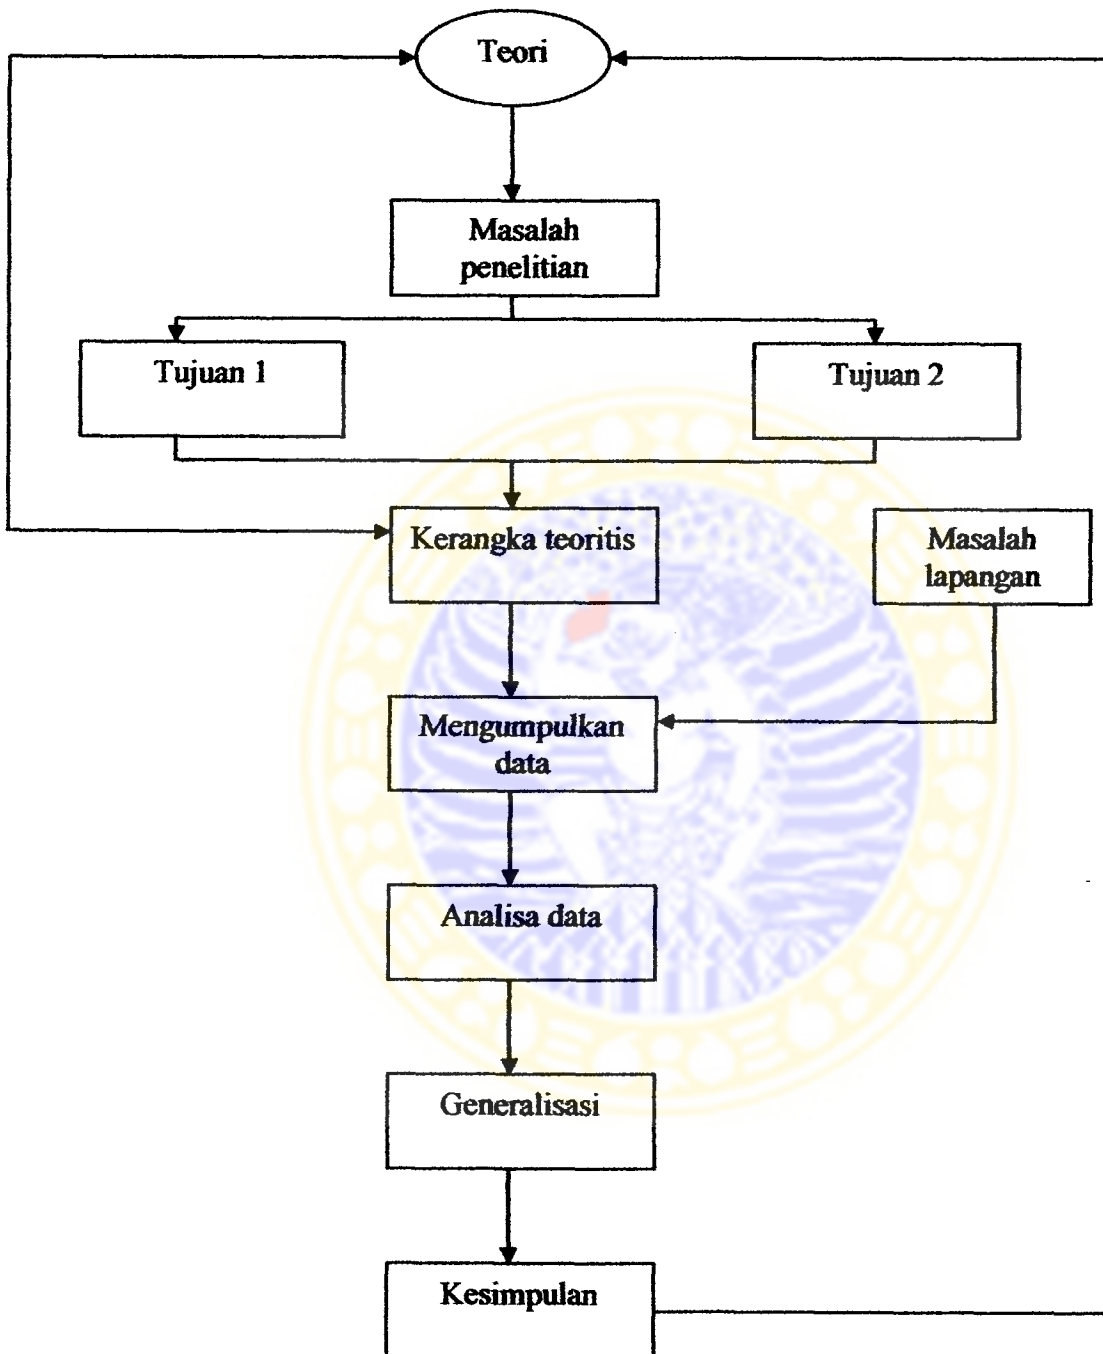 Teori
Masalah
penelitian
Tujuan 1
Tujuan 2
Kerangka teoritis
Masalah
lapangan
Mengumpulkan
data
Analisa data
Generalisasi
Kesimpulan